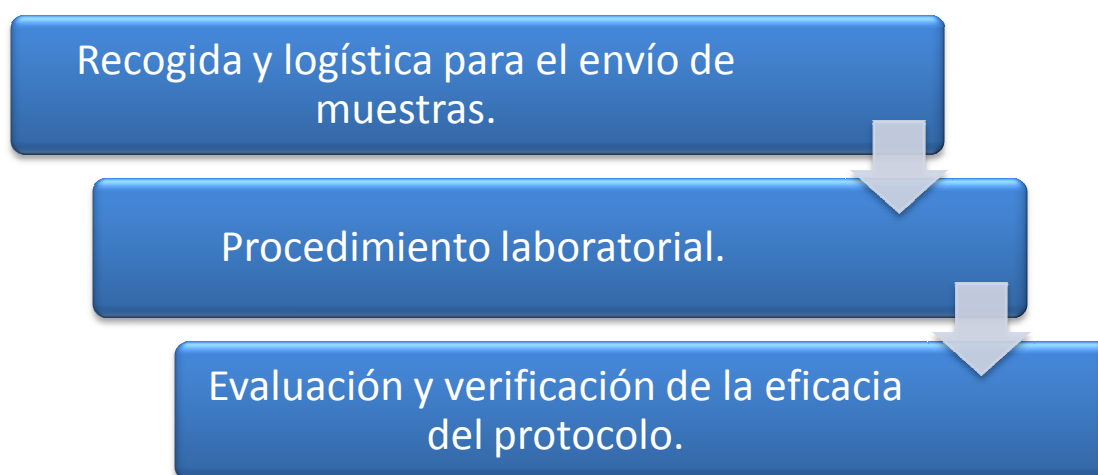 Recogida y logística para el envío de
muestras.
Procedimiento laboratorial.
Evaluación y verificación de la eficacia
del protocolo.